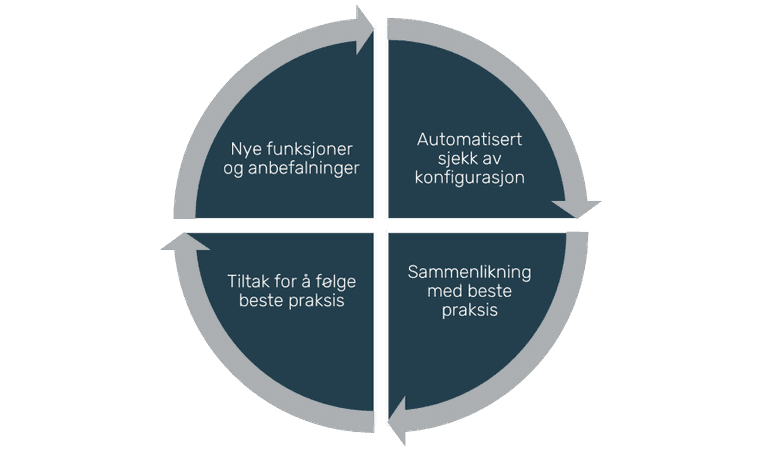 Nye funksjoner
og anbefalninger
Automatisert
sjekk av
konfigurasjon
Tiltak for å følge
beste praksis
Sammenlikning
med beste
praksis